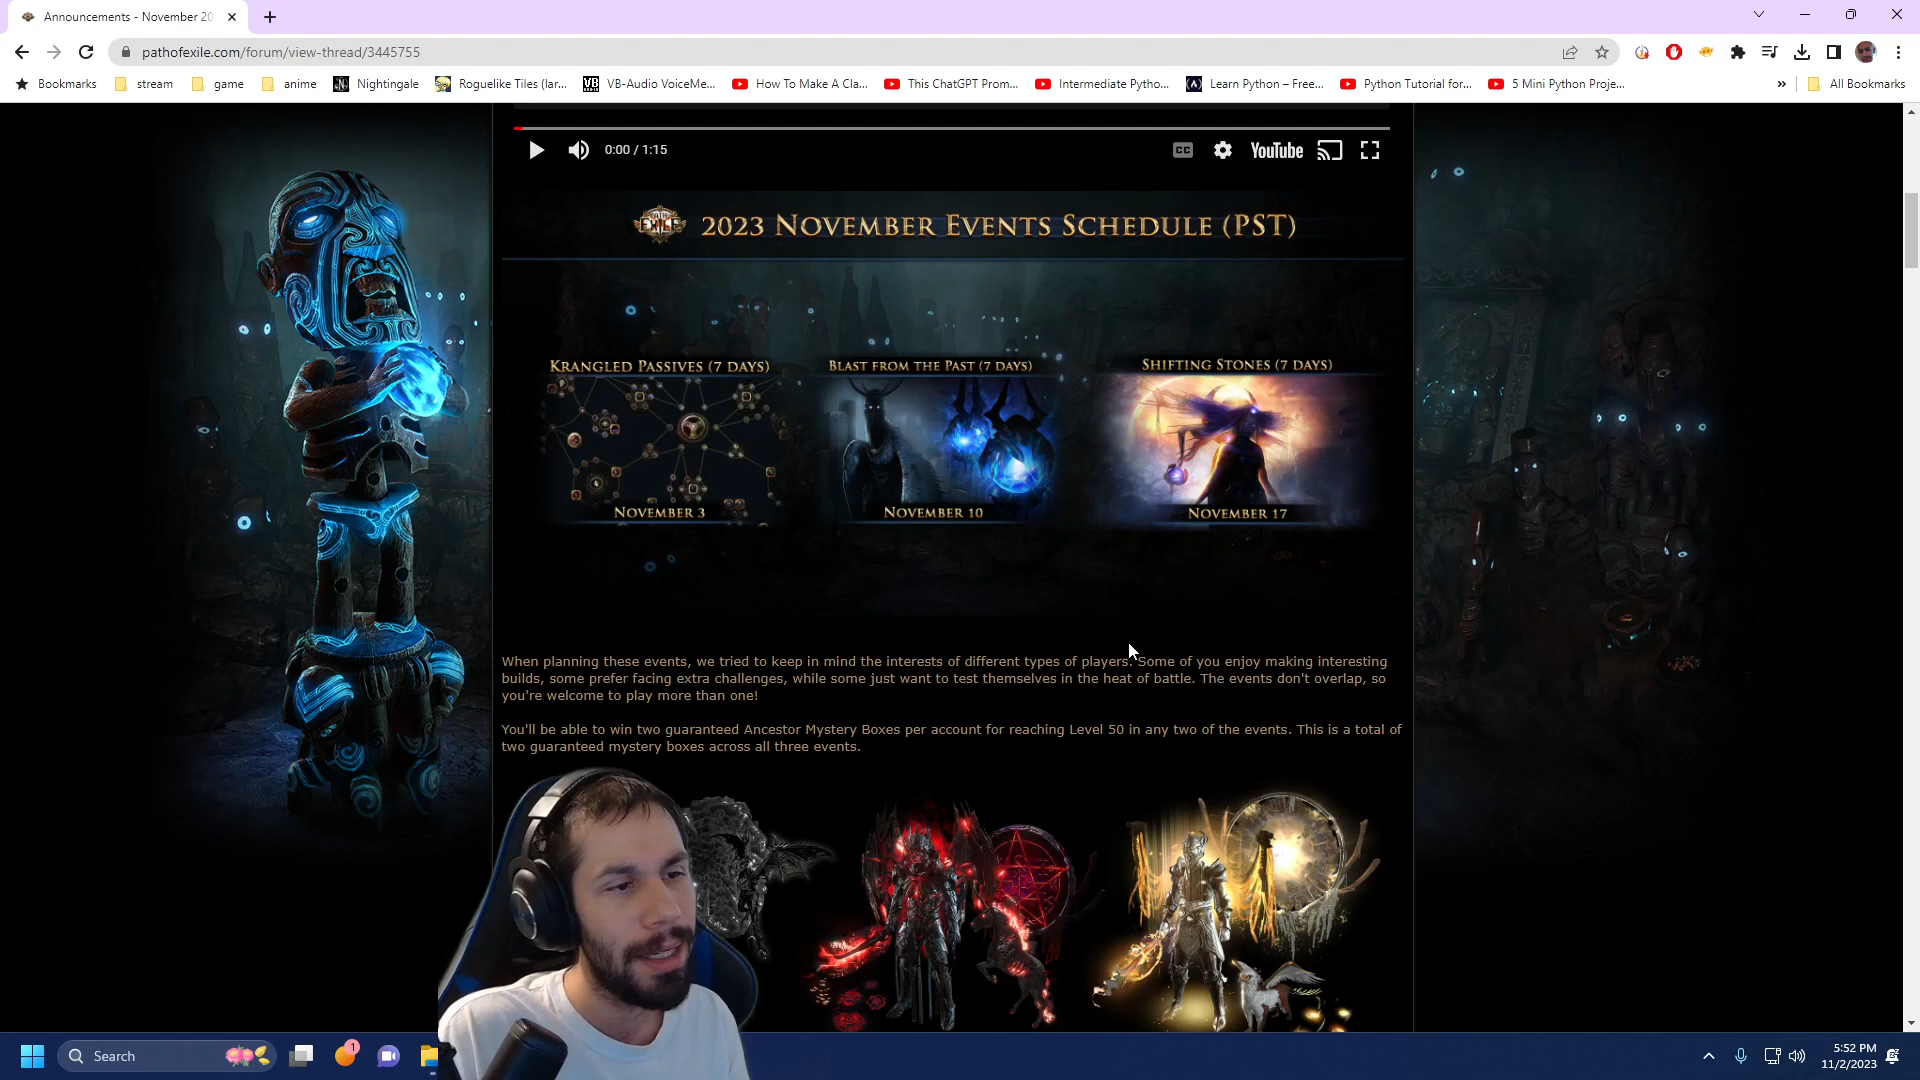 Announcements - November 20
pathofexile.com/forum/view-thread/3445755
Bookmarks
stream
game
anime
Nightingale
Roguelike Tiles (lar...
VB-Audio VoiceMe...
How To Make A Cla...
This ChatGPT Prom...
Intermediate Pytho...
Learn Python – Free...
Python Tutorial for...
5 Mini Python Proje...
»
All Bookmarks
0:00 / 1:15
CC
YouTube
PATH OF EXILE
2023 November Events Schedule (PST)
Krangled Passives (7 Days)
Blast from the Past (7 Days)
Shifting Stones (7 Days)
November 3
November 10
November 17
When planning these events, we tried to keep in mind the interests of different types of players. Some of you enjoy making interesting
builds, some prefer facing extra challenges, while some just want to test themselves in the heat of battle. The events don't overlap, so
you're welcome to play more than one!
You'll be able to win two guaranteed Ancestor Mystery Boxes per account for reaching Level 50 in any two of the events. This is a total of
two guaranteed mystery boxes across all three events.
Search
1
5:52 PM
11/2/2023